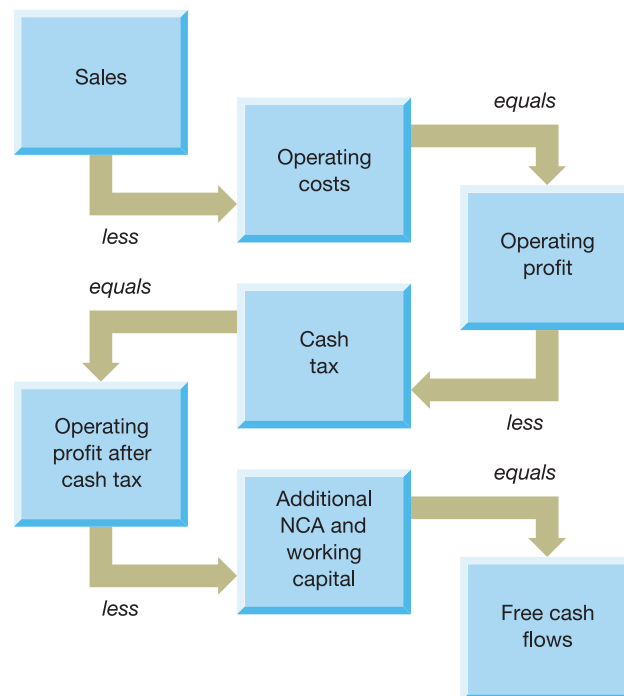 Sales
equals
Operating
costs
less
Operating
profit
equals
Cash
tax
less
Operating
profit after
cash tax
equals
Additional
NCA and
working
capital
less
Free cash
flows